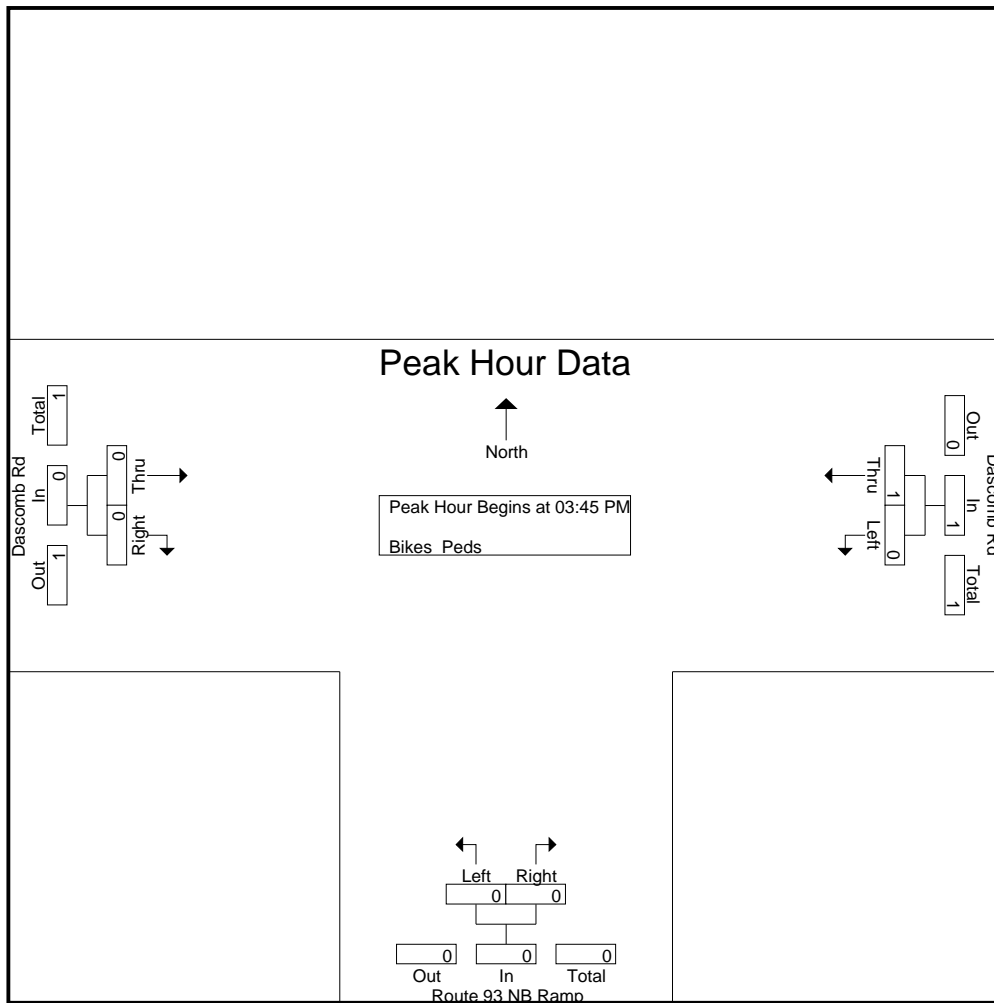 Peak Hour Data
North
Peak Hour Begins at 03:45 PM
Bikes Peds
Dascomb Rd
Total
1
In
0
Out
1
0
Thru
0
Right
Out
0
In
1
Total
1
Dascomb Rd
Thru
1
Left
0
Left Right
0 0
0 0 0
Out In Total
Route 93 NB Ramp